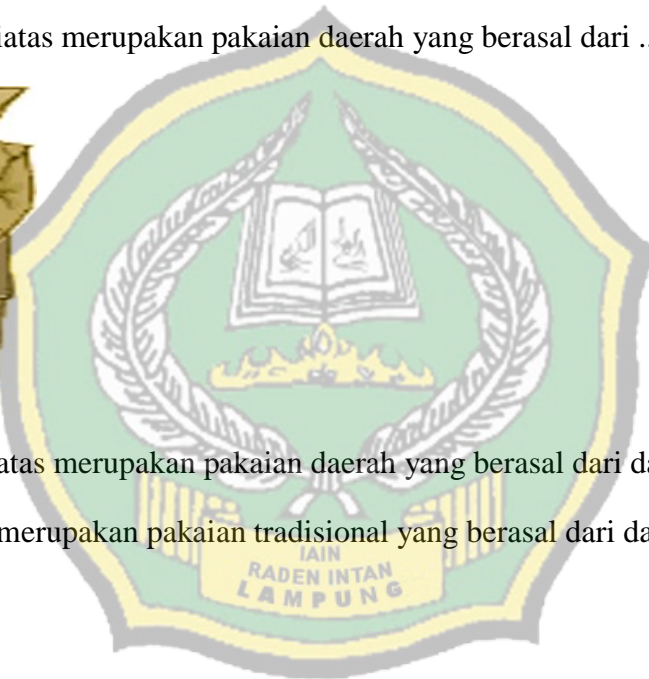 iatas merupakan pakaian daerah yang berasal dari ..
atas merupakan pakaian daerah yang berasal dari da
merupakan pakaian tradisional yang berasal dari da
IAIN
RADEN INTAN
LAMPUNG